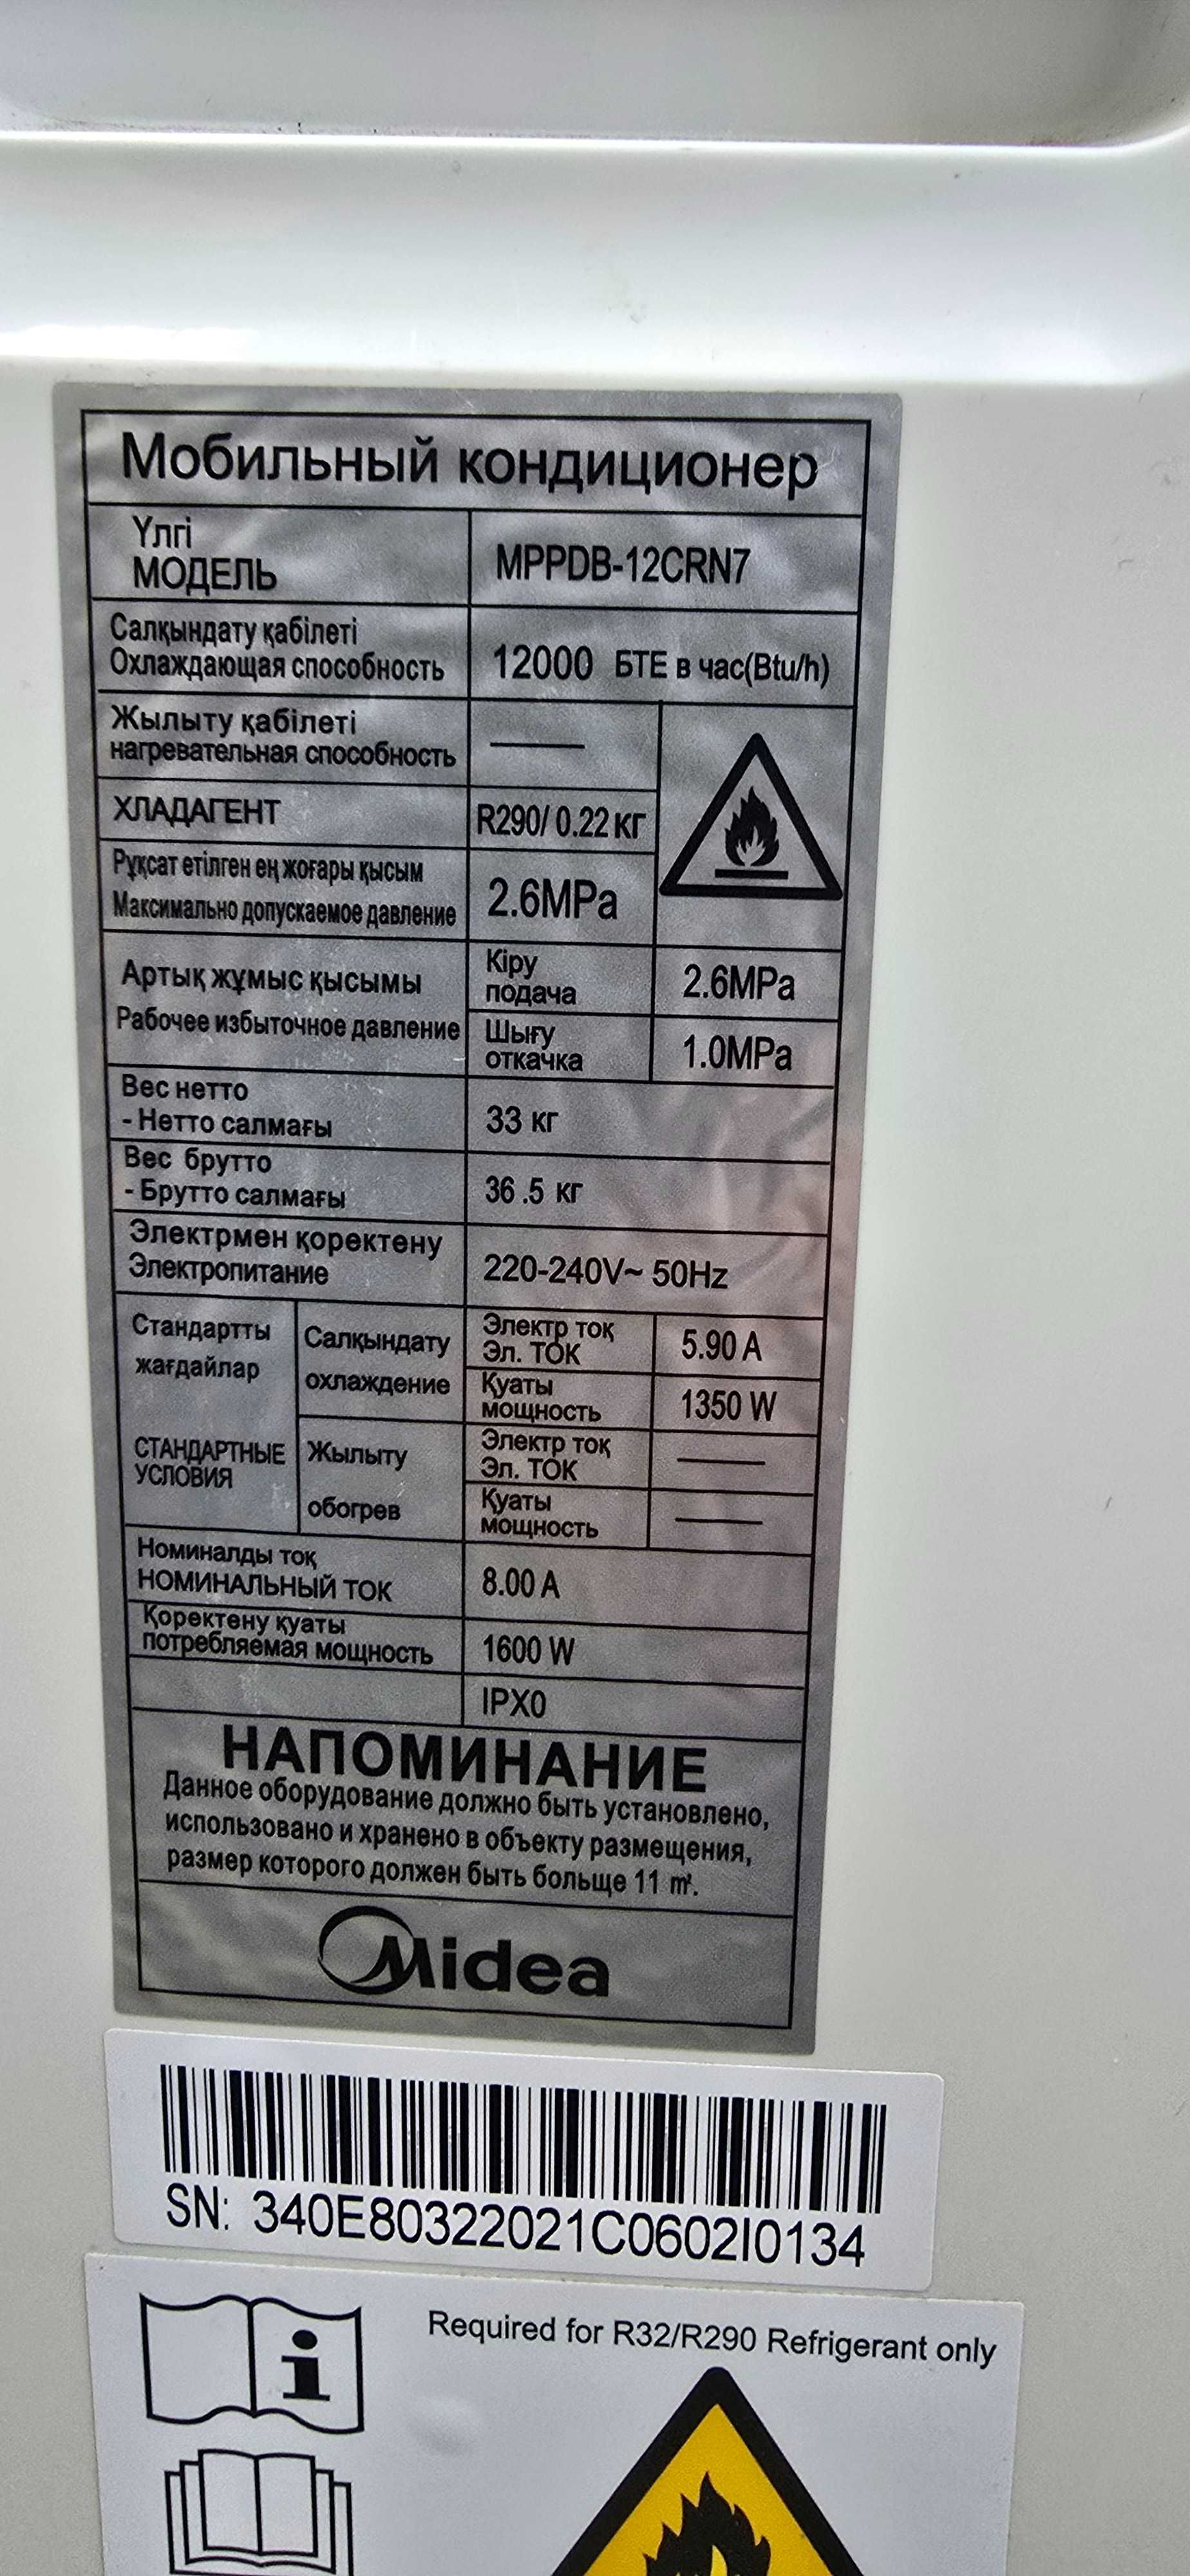 Мобильный кондиционер
Үлгі
МОДЕЛЬ
MPPDB-12CRN7
Салқындату қабілеті
Охлаждающая способность
12000 БТЕ в час(Btu/h)
Жылыту қабілеті
нагревательная способность
ХЛАДАГЕНТ
R290/ 0.22 кг
Рұқсат етілген ең жоғары қысым
Максимально допускаемое давление
2.6MPa
Артық жұмыс қысымы
Рабочее избыточное давление
Кіру
подача
2.6MPa
Шығу
откачка
1.0MPa
Вес нетто
- Нетто салмағы
33 кг
Вес брутто
- Брутто салмағы
36 .5 кг
Электрмен қоректену
Электропитание
220-240V~ 50Hz
Стандартты
жағдайлар
СТАНДАРТНЫЕ
УСЛОВИЯ
Салқындату
охлаждение
Электр тоқ
Эл. ТОК
5.90 A
Қуаты
мощность
1350 W
Жылыту
обогрев
Электр тоқ
Эл. ТОК
Қуаты
мощность
Номиналды тоқ
НОМИНАЛЬНЫЙ ТОК
8.00 A
Қоректену қуаты
потребляемая мощность
1600 W
IPX0
НАПОМИНАНИЕ
Данное оборудование должно быть установлено,
использовано и хранено в объекту размещения,
размер которого должен быть больще 11 m².
Midea
SN: 340E80322021C0602I0134
Required for R32/R290 Refrigerant only